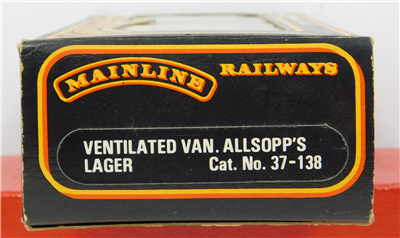 MAINLINE RAILWAYS
VENTILATED VAN. ALLSOPP'S
LAGER Cat. No. 37-138